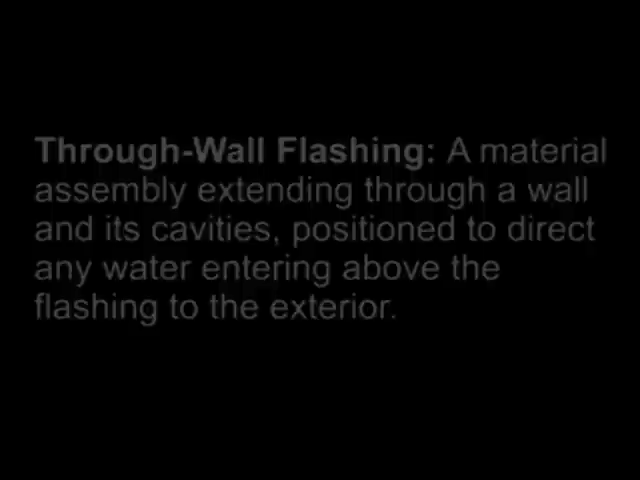 Through-Wall Flashing: A material
assembly extending through a wall
and its cavities, positioned to direct
any water entering above the
flashing to the exterior.